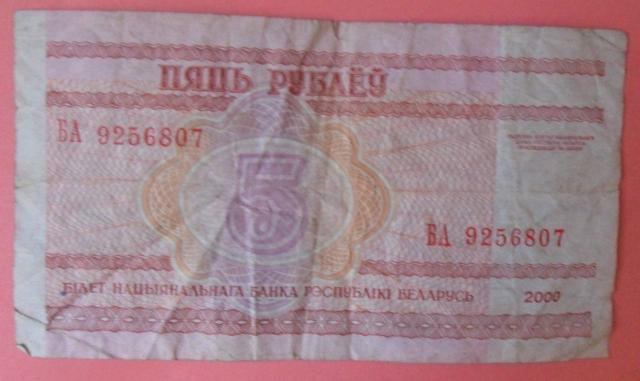 ПЯЦЬ РУБЛЁЎ
БА 9256807
5
БА 9256807
БІЛЕТ НАЦЫЯНАЛЬНАГА БАНКА РЭСПУБЛІКІ БЕЛАРУСЬ 2000